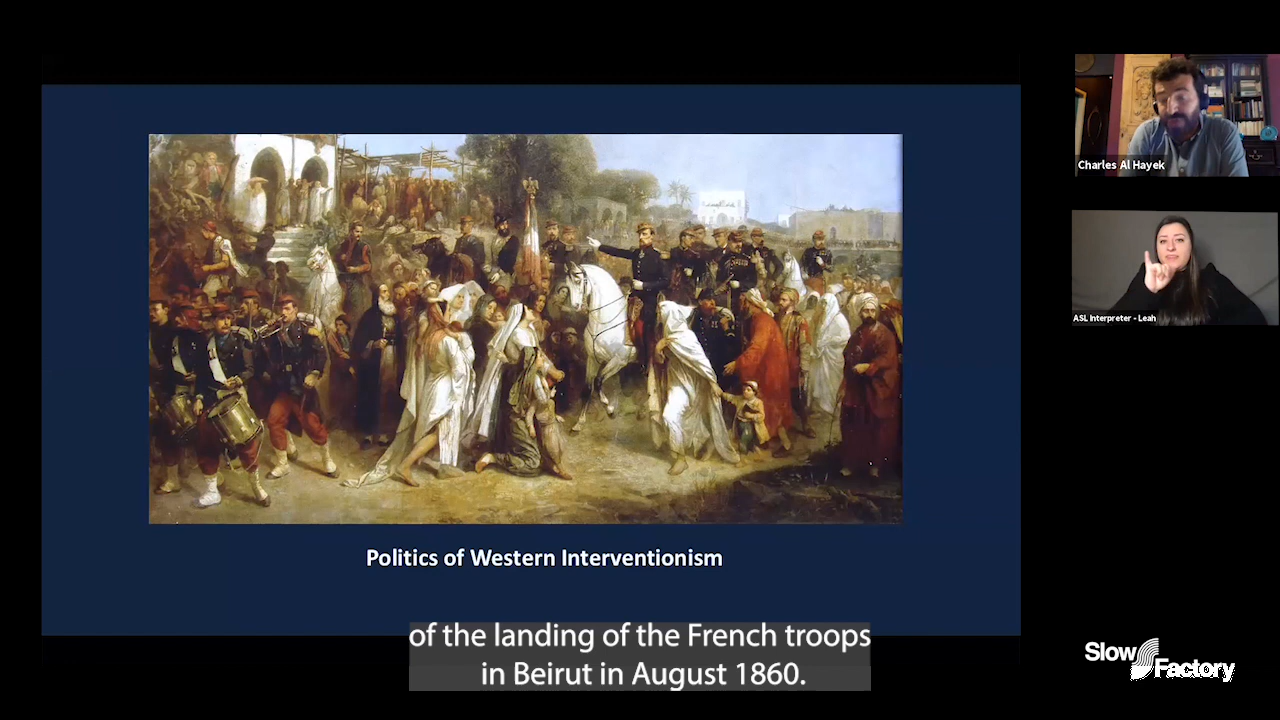 Charles Al Hayek
ASL Interpreter - Leah
Politics of Western Interventionism
of the landing of the French troops
in Beirut in August 1860.
Slow
Factory